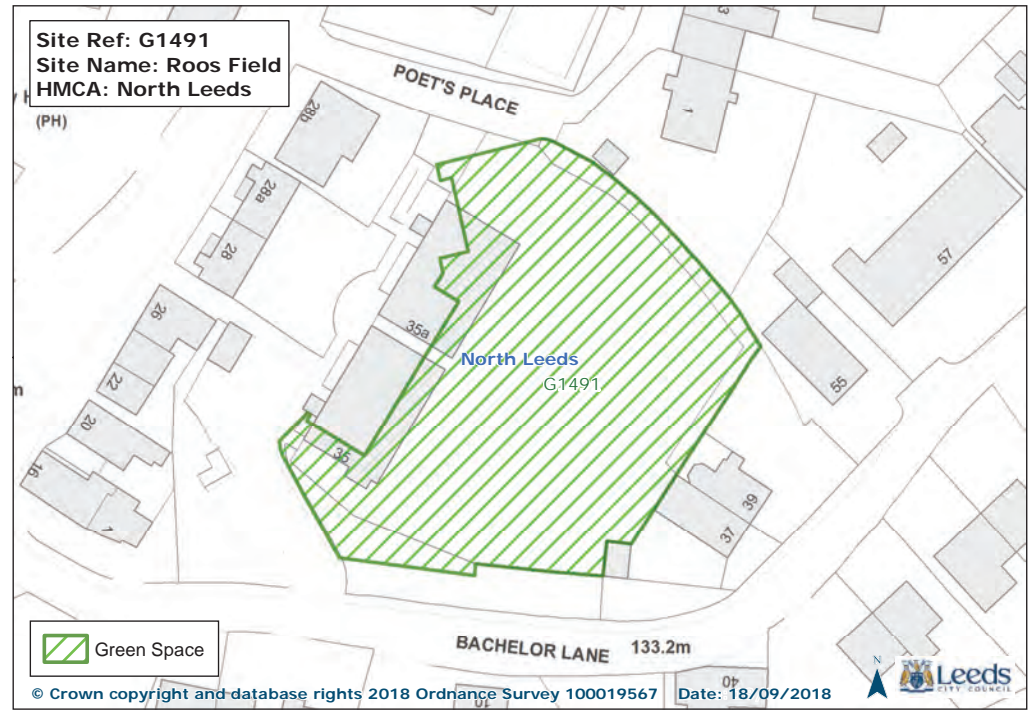 Site Ref: G1491
Site Name: Roos Field
HMCA: North Leeds
(PH)
POET'S PLACE
28b
28a
28
26
22
20
16
1
35a
35
North Leeds
G1491
57
55
39
37
BACHELOR LANE 133.2m
40
10
Green Space
© Crown copyright and database rights 2018 Ordnance Survey 100019567 Date: 18/09/2018
N
Leeds
CITY COUNCIL